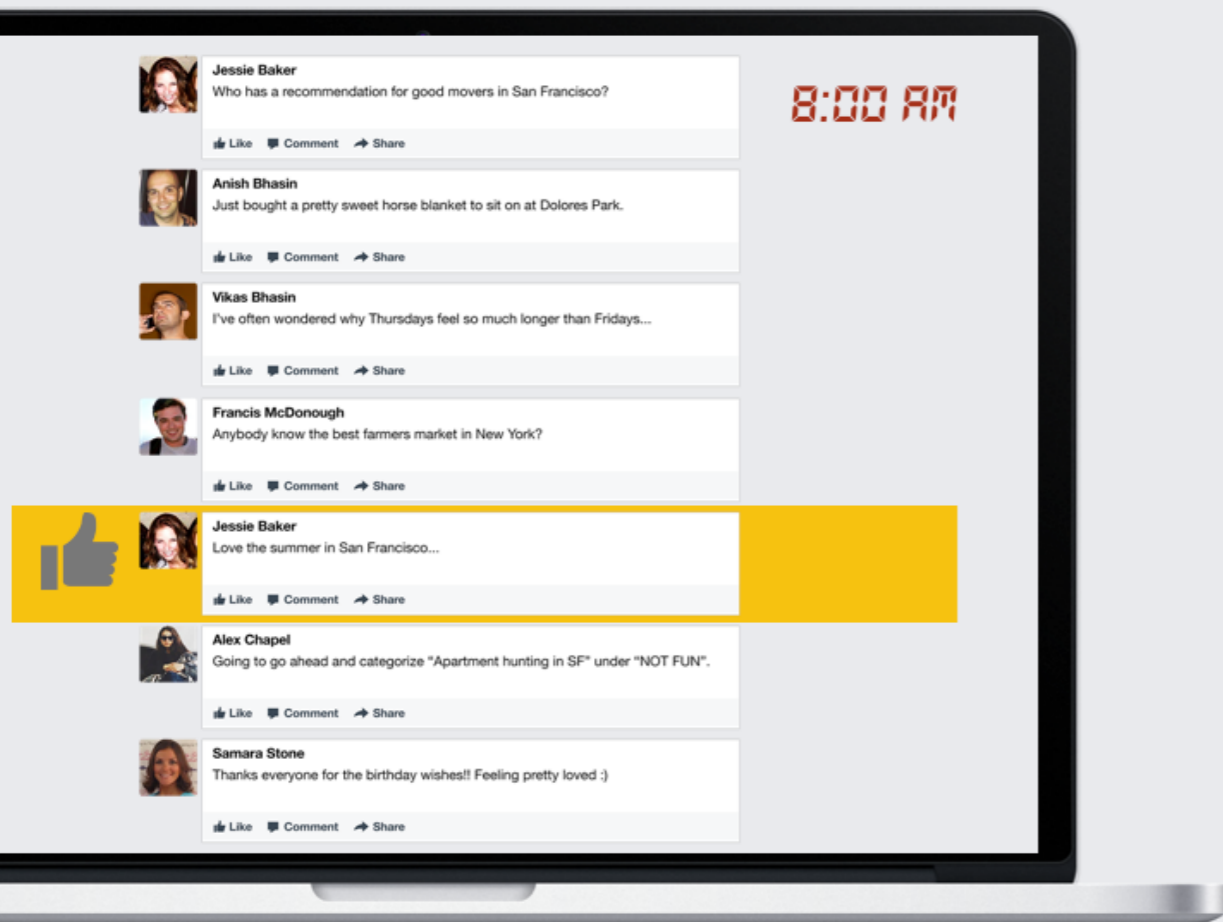 Jessie Baker
Who has a recommendation for good movers in San Francisco?
Like Comment Share
8:00 AM
Anish Bhasin
Just bought a pretty sweet horse blanket to sit on at Dolores Park.
Like Comment Share
Vikas Bhasin
I've often wondered why Thursdays feel so much longer than Fridays...
Like Comment Share
Francis McDonough
Anybody know the best farmers market in New York?
Like Comment Share
Jessie Baker
Love the summer in San Francisco...
Like Comment Share
Alex Chapel
Going to go ahead and categorize “Apartment hunting in SF” under “NOT FUN”.
Like Comment Share
Samara Stone
Thanks everyone for the birthday wishes!! Feeling pretty loved :)
Like Comment Share